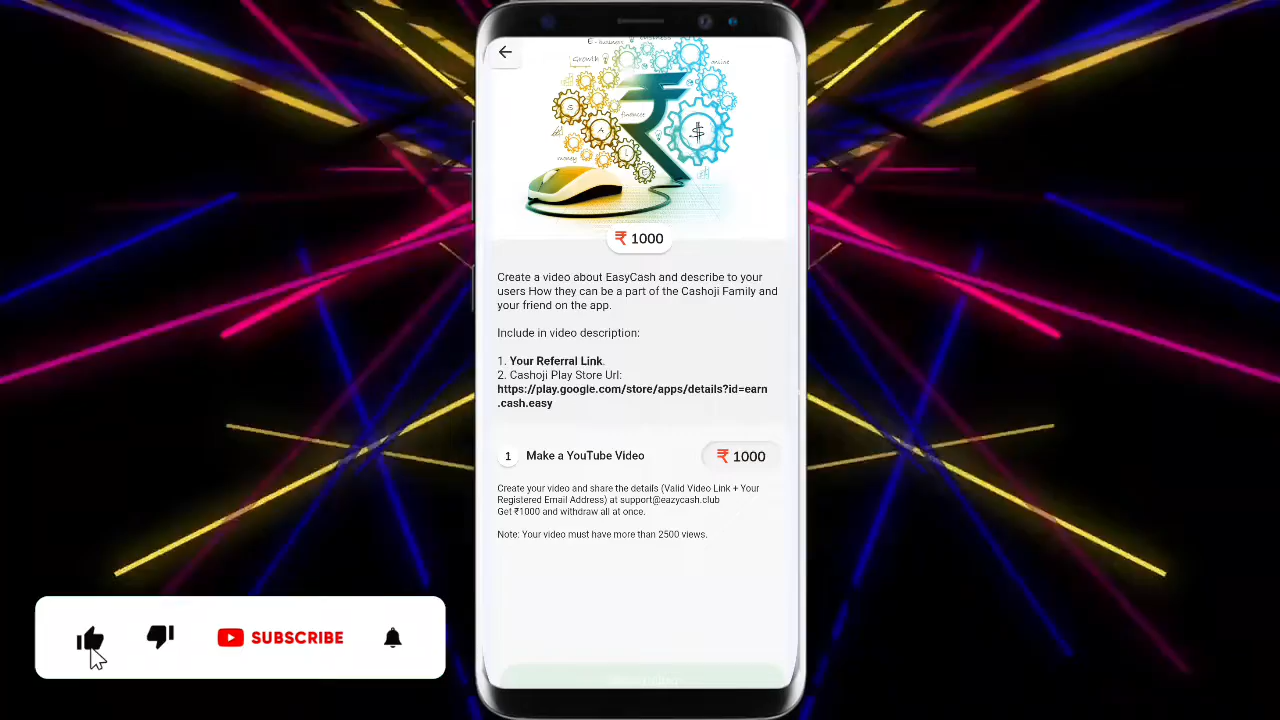 Growth
online
finances
money
₹ 1000
Create a video about EasyCash and describe to your
users How they can be a part of the Cashoji Family and
your friend on the app.
Include in video description:
1. Your Referral Link.
2. Cashoji Play Store Url:
https://play.google.com/store/apps/details?id=earn
.cash.easy
1 Make a YouTube Video ₹ 1000
Create your video and share the details (Valid Video Link + Your
Registered Email Address) at support@eazycash.club
Get ₹1000 and withdraw all at once.
Note: Your video must have more than 2500 views.
SUBSCRIBE